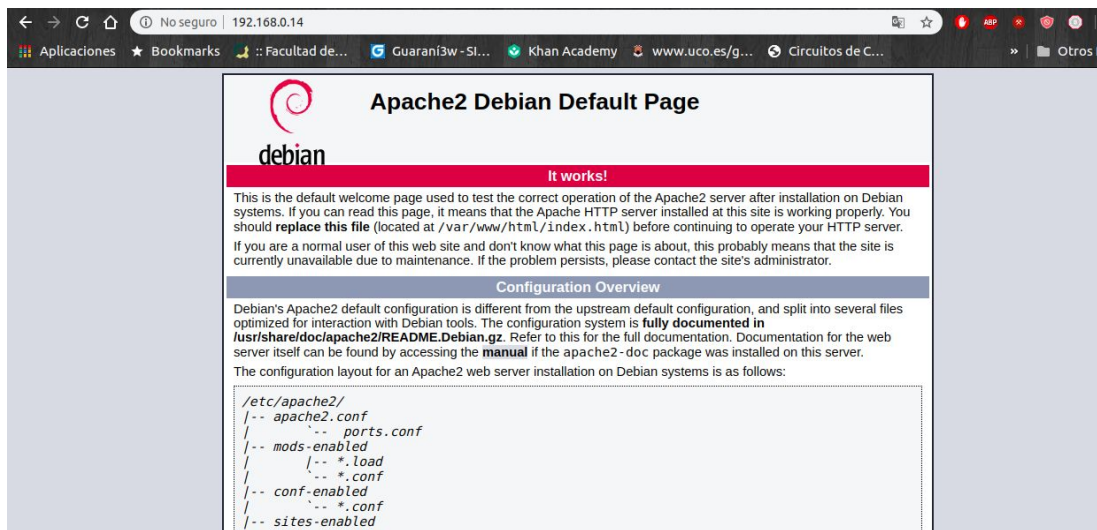 No seguro | 192.168.0.14
ABP
Aplicaciones Bookmarks :: Facultad de... Guaraní3w - SI... Khan Academy www.uco.es/g... Circuitos de C... » Otros
debian
Apache2 Debian Default Page
It works!
This is the default welcome page used to test the correct operation of the Apache2 server after installation on Debian
systems. If you can read this page, it means that the Apache HTTP server installed at this site is working properly. You
should replace this file (located at /var/www/html/index.html) before continuing to operate your HTTP server.
If you are a normal user of this web site and don't know what this page is about, this probably means that the site is
currently unavailable due to maintenance. If the problem persists, please contact the site's administrator.
Configuration Overview
Debian's Apache2 default configuration is different from the upstream default configuration, and split into several files
optimized for interaction with Debian tools. The configuration system is fully documented in
/usr/share/doc/apache2/README.Debian.gz. Refer to this for the full documentation. Documentation for the web
server itself can be found by accessing the manual if the apache2-doc package was installed on this server.
The configuration layout for an Apache2 web server installation on Debian systems is as follows:
/etc/apache2/
|-- apache2.conf
|       `--  ports.conf
|-- mods-enabled
|       |-- *.load
|       `-- *.conf
|-- conf-enabled
|       `-- *.conf
|-- sites-enabled